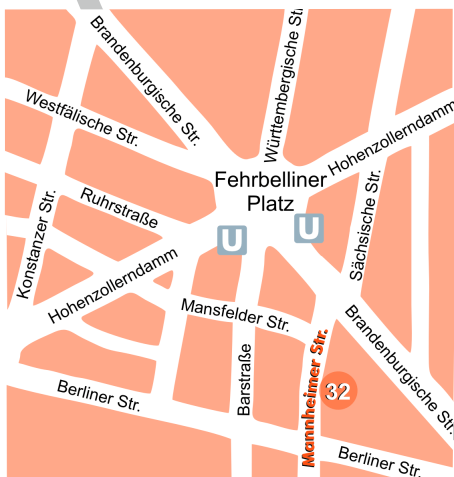 Brandenburgische Str.
Württembergische Str.
Westfälische Str.
Hohenzollerndamm
Fehrbelliner
Platz
Ruhrstraße
Konstanzer Str.
Sächsische Str.
U
U
Hohenzollerndamm
Mansfelder Str.
Brandenburgische Str.
Mannheimer Str.
32
Barstraße
Berliner Str.
Berliner Str.